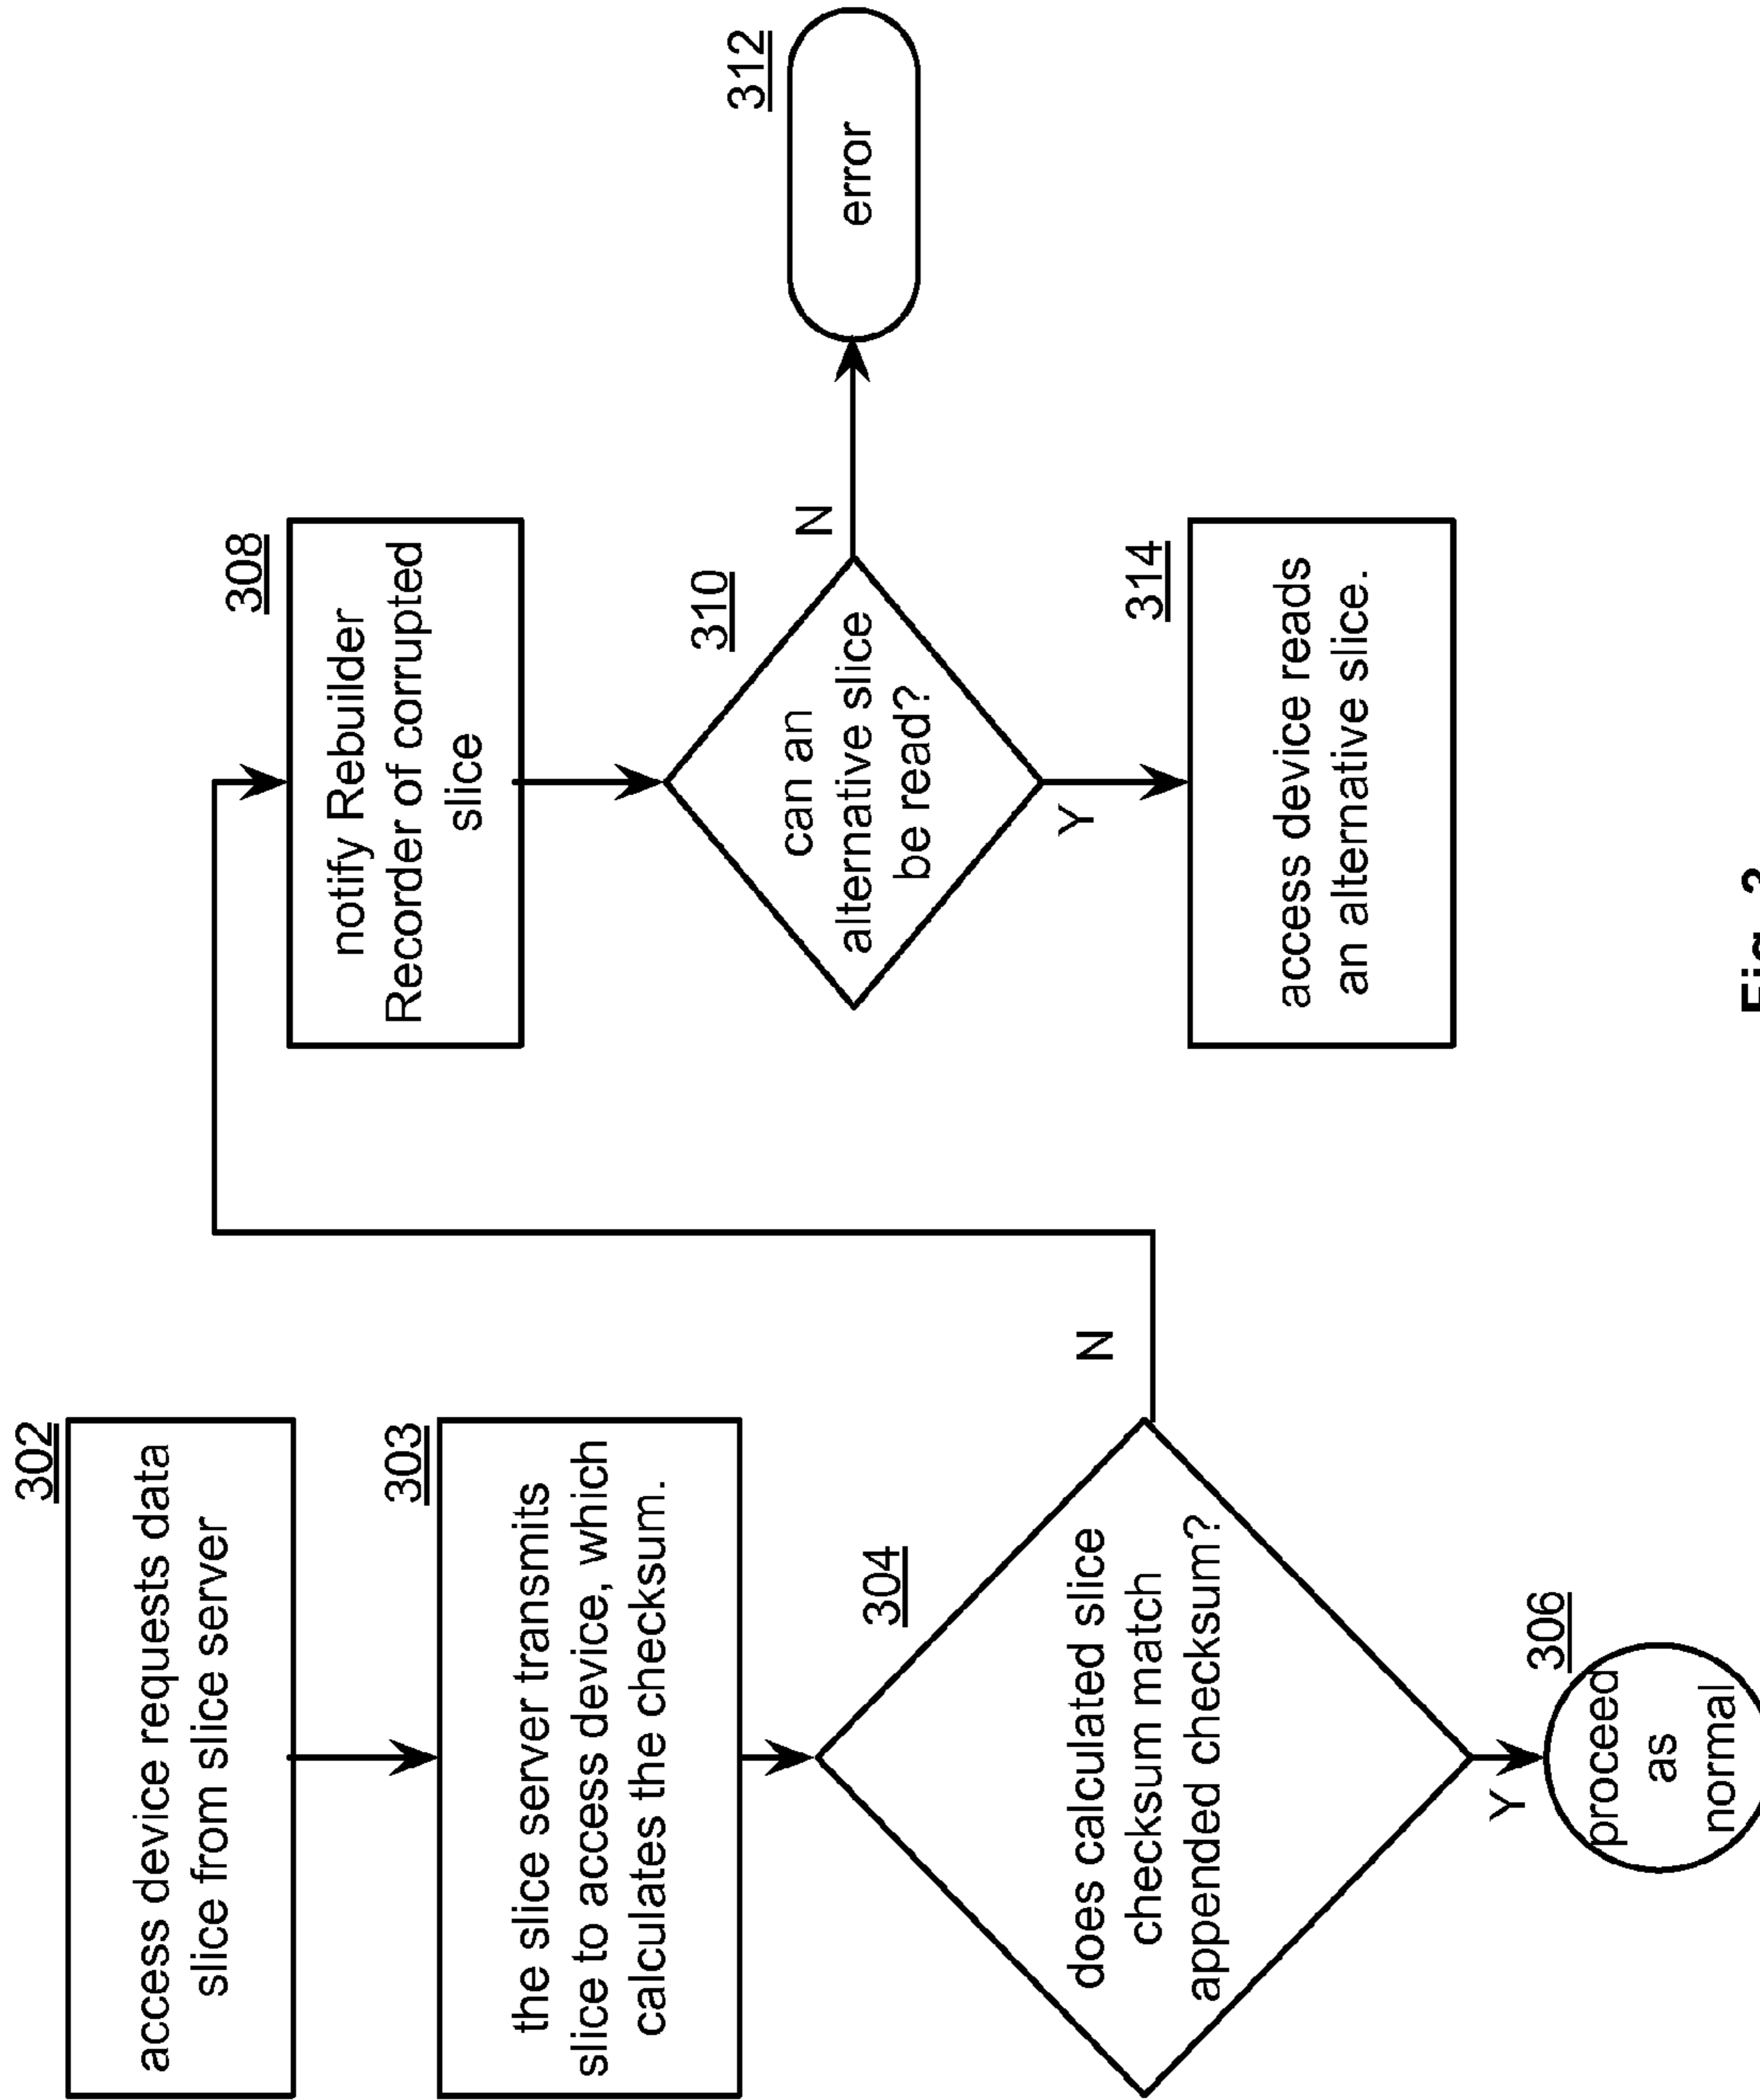 302
access device requests data
slice from slice server
303
the slice server transmits
slice to access device, which
calculates the checksum.
304
does calculated slice
checksum match
appended checksum?
N
Y
306
proceed
as
normal
308
notify Rebuilder
Recorder of corrupted
slice
310
can an
alternative slice
be read?
N
Y
312
error
314
access device reads
an alternative slice.
Fig.